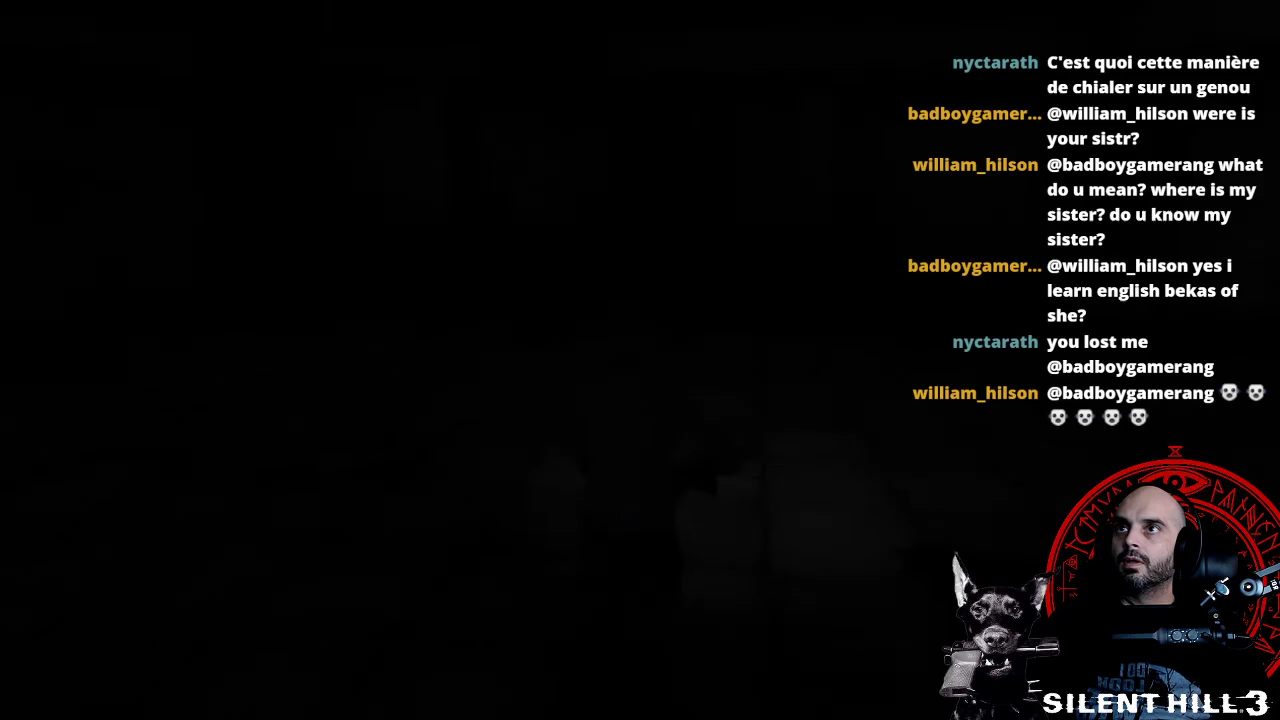 nyctarath C'est quoi cette manière
de chialer sur un genou
badboygamer... @william_hilson were is
your sistr?
william_hilson @badboygamerang what
do u mean? where is my
sister? do u know my
sister?
badboygamer... @william_hilson yes i
learn english bekas of
she?
nyctarath you lost me
@badboygamerang
william_hilson @badboygamerang
SILENT HILL 3